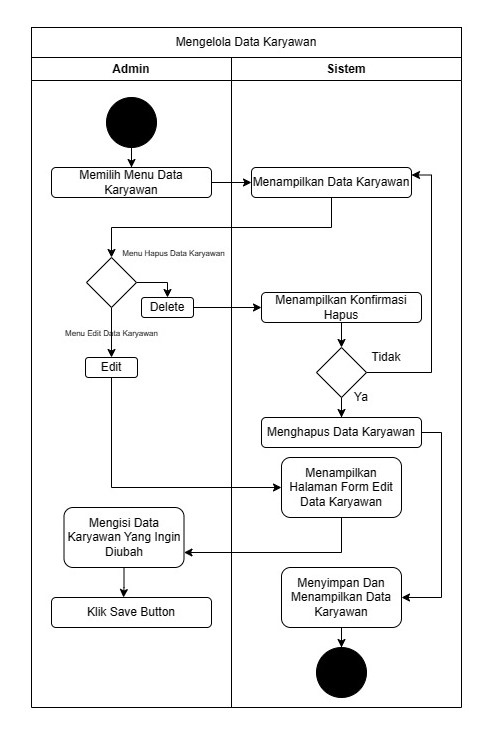 Mengelola Data Karyawan
Admin
Sistem
Memilih Menu Data
Karyawan
Menampilkan Data Karyawan
Menu Hapus Data Karyawan
Delete
Menampilkan Konfirmasi
Hapus
Menu Edit Data Karyawan
Tidak
Edit
Ya
Menghapus Data Karyawan
Menampilkan
Halaman Form Edit
Data Karyawan
Mengisi Data
Karyawan Yang Ingin
Diubah
Menyimpan Dan
Menampilkan Data
Karyawan
Klik Save Button